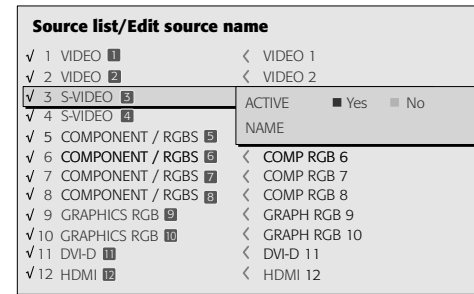 Source list/Edit source name
√ 1 VIDEO 1 < VIDEO 1
√ 2 VIDEO 2 < VIDEO 2
√ 3 S-VIDEO 3
ACTIVE ■ Yes ■ No
√ 4 S-VIDEO 4
NAME
√ 5 COMPONENT / RGBS 5
√ 6 COMPONENT / RGBS 6 < COMP RGB 6
√ 7 COMPONENT / RGBS 7 < COMP RGB 7
√ 8 COMPONENT / RGBS 8 < COMP RGB 8
√ 9 GRAPHICS RGB 9 < GRAPH RGB 9
√ 10 GRAPHICS RGB 10 < GRAPH RGB 10
√ 11 DVI-D 11 < DVI-D 11
√ 12 HDMI 12 < HDMI 12